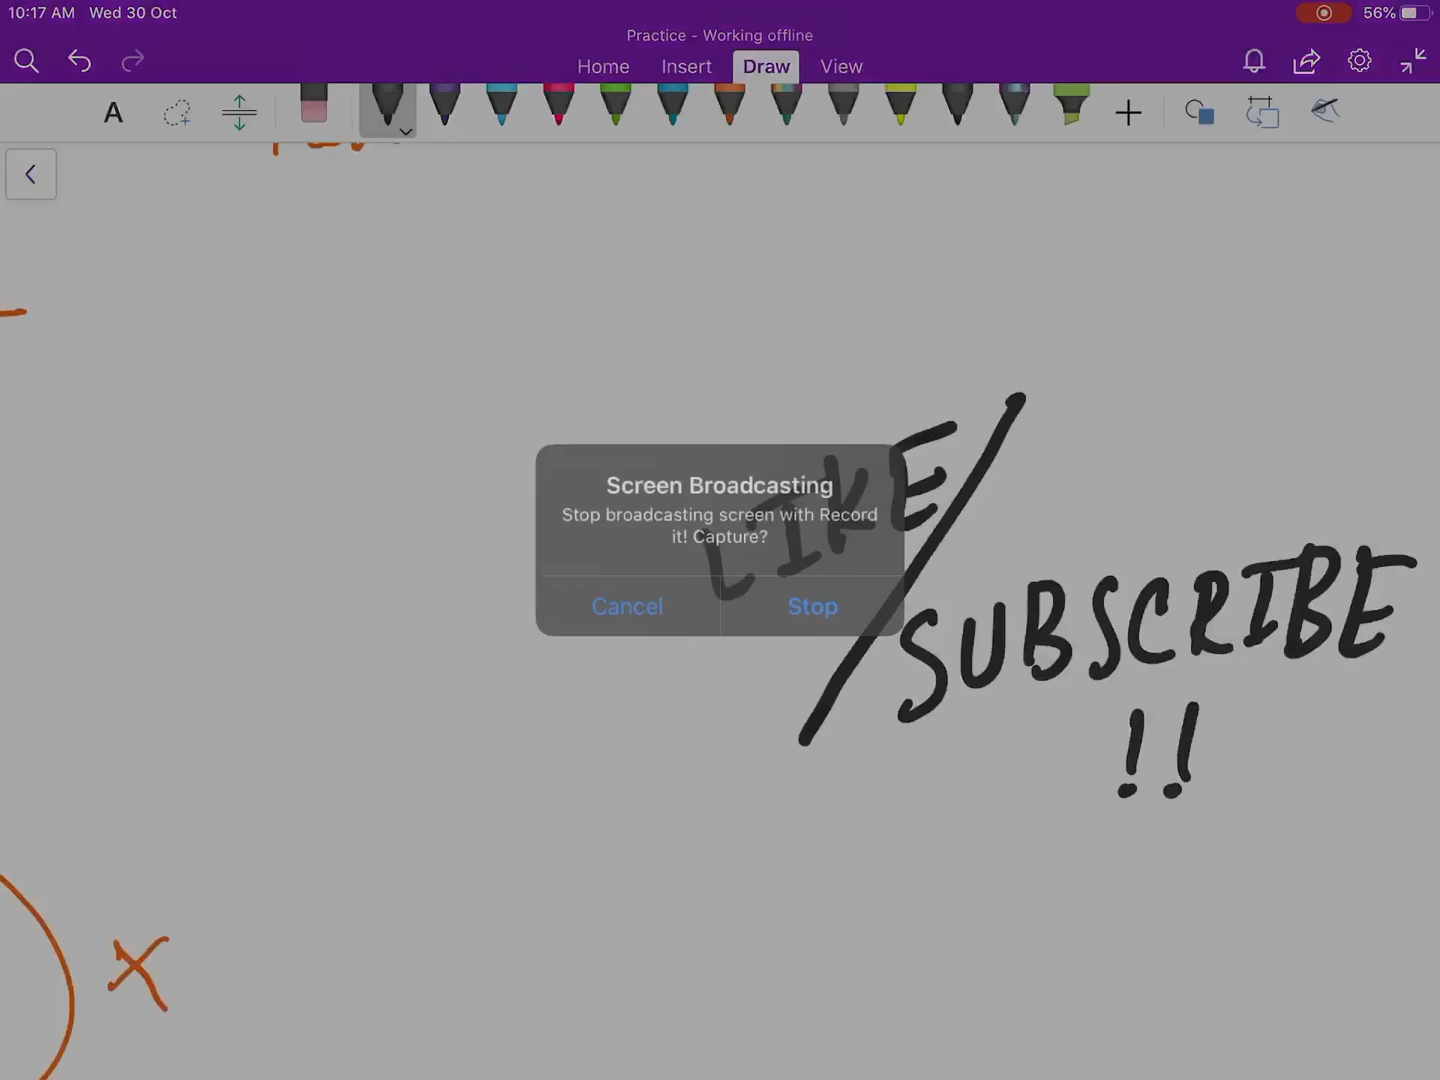 10:17 AM Wed 30 Oct
56%
Practice - Working offline
Home Insert Draw View
A
LIKE/
Screen Broadcasting
Stop broadcasting screen with Record
it! Capture?
Cancel Stop
SUBSCRIBE
!!
x